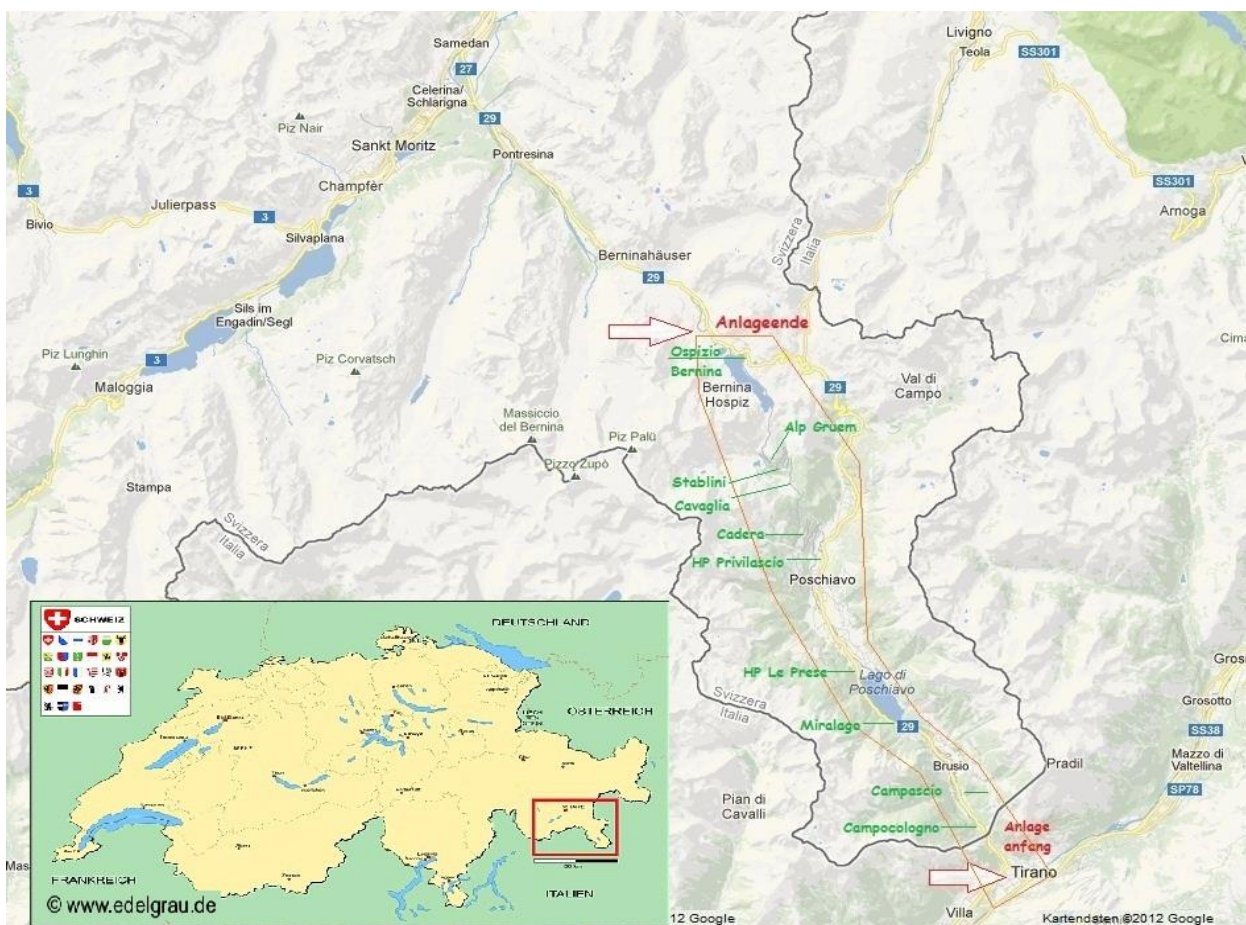 Livigno
Teola
SS301
Samedan
27
Celerina/
Schlarigna
29
Piz Nair
Sankt Moritz
Pontresina
SS301
3
Champfèr
Julierpass
Arnoga
Bivio
3
Silvaplana
Svizzera
Italia
Berninahäuser
29
Sils im
Engadin/Segl
Anlageende
Piz Lunghin
3
Piz Corvatsch
Ospizio
Bernina
Maloggia
Bernina
Hospiz
29
Val di
Campo
Massiccio
del Bernina
Piz Palü
Alp Gruem
Pizzo Zupò
Stampa
Stablini
Cavaglia
Svizzera
Italia
Cadera
HP Privilascio
Poschiavo
SCHWEIZ
DEUTSCHLAND
HP Le Prese
Lago di
Poschiavo
Svizzera
Italia
ÖSTERREICH
Grosotto
Miralago
29
SS38
Brusio
Pradil
Mazzo di
Valtellina
Campascio
SP78
Pian di
Cavalli
Campocologno
Anlage
anfang
Tirano
FRANKREICH
ITALIEN
© www.edelgrau.de
Villa
12 Google
Kartendaten ©2012 Google